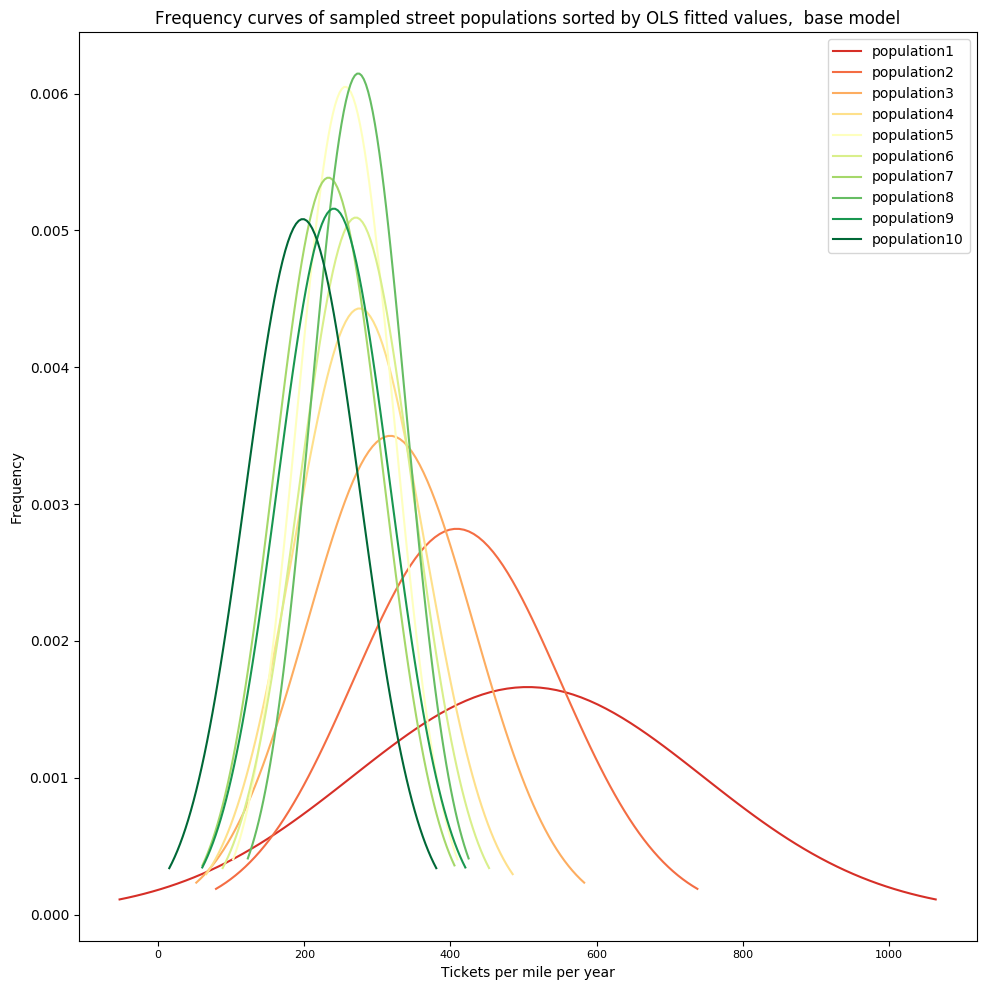 Frequency curves of sampled street populations sorted by OLS fitted values,  base model
population1
population2
population3
population4
population5
population6
population7
population8
population9
population10
0.006
0.005
0.004
0.003
0.002
0.001
0.000
Frequency
0 200 400 600 800 1000
Tickets per mile per year